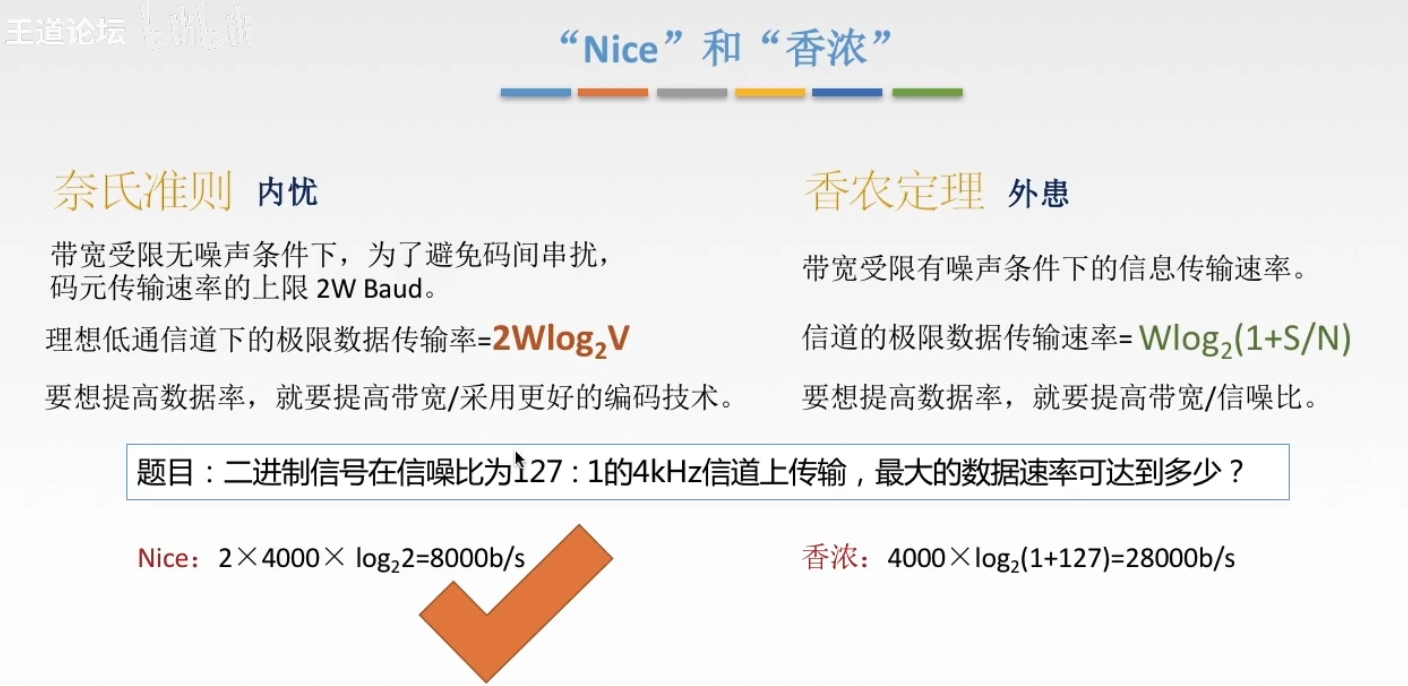 王道论坛 bilibili
“Nice”和“香浓”
奈氏准则 内忧
带宽受限无噪声条件下，为了避免码间串扰，
码元传输速率的上限 2W Baud。
理想低通信道下的极限数据传输率=2Wlog₂V
要想提高数据率，就要提高带宽/采用更好的编码技术。
香农定理 外患
带宽受限有噪声条件下的信息传输速率。
信道的极限数据传输速率= Wlog₂(1+S/N)
要想提高数据率，就要提高带宽/信噪比。
题目：二进制信号在信噪比为127：1的4kHz信道上传输，最大的数据速率可达到多少？
Nice：2×4000× log₂2=8000b/s
香浓：4000×log₂(1+127)=28000b/s